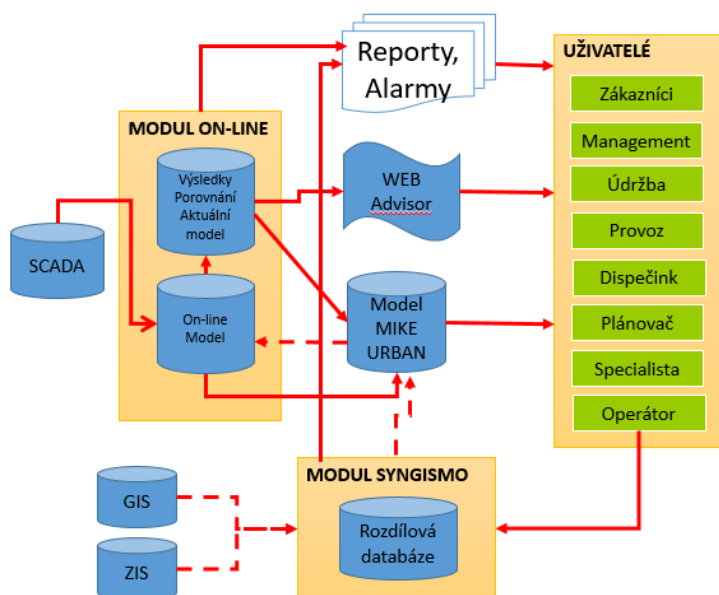 Reporty,
Alarmy
UŽIVATELÉ
Zákazníci
Management
Údržba
Provoz
Dispečink
Plánovač
Specialista
Operátor
MODUL ON-LINE
Výsledky
Porovnání
Aktuální
model
WEB
Advisor
SCADA
On-line
Model
Model
MIKE
URBAN
MODUL SYNGISMO
GIS
Rozdílová
databáze
ZIS